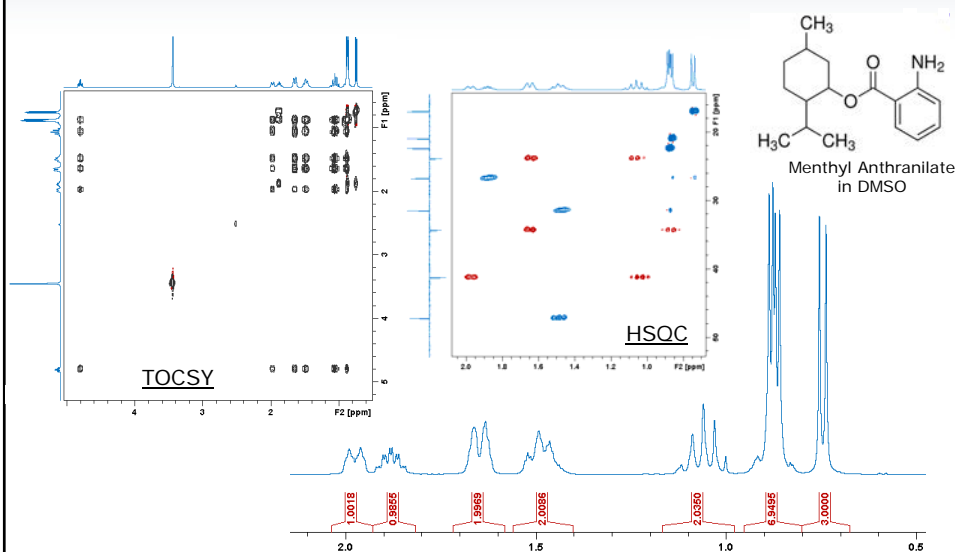 CH3
O
NH2
O
H3C
CH3
Menthyl Anthranilate
in DMSO
F1 [ppm]
2
3
4
5
4
3
2
F2 [ppm]
TOCSY
F1 [ppm]
20
30
40
50
2.0
1.8
1.6
1.4
1.2
1.0
F2 [ppm]
HSQC
1.0018
0.9855
1.9969
2.0086
2.0350
6.9495
3.0000
2.0
1.5
1.0
0.5